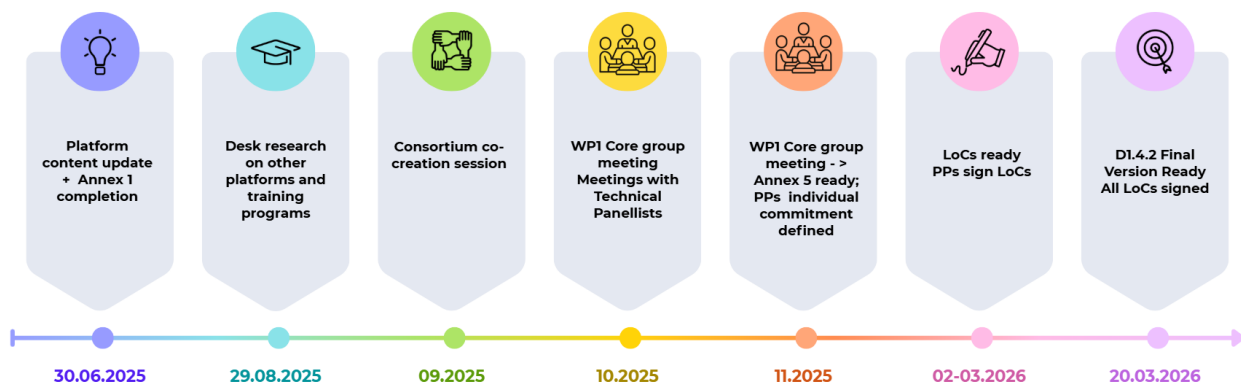 Platform
content update
+ Annex 1
completion
Desk research
on other
platforms and
training
programs
Consortium co-
creation session
WP1 Core group
meeting
Meetings with
Technical
Panellists
WP1 Core group
meeting - >
Annex 5 ready;
PPs individual
commitment
defined
LoCs ready
PPs sign LoCs
D1.4.2 Final
Version Ready
All LoCs signed
30.06.2025
29.08.2025
09.2025
10.2025
11.2025
02-03.2026
20.03.2026